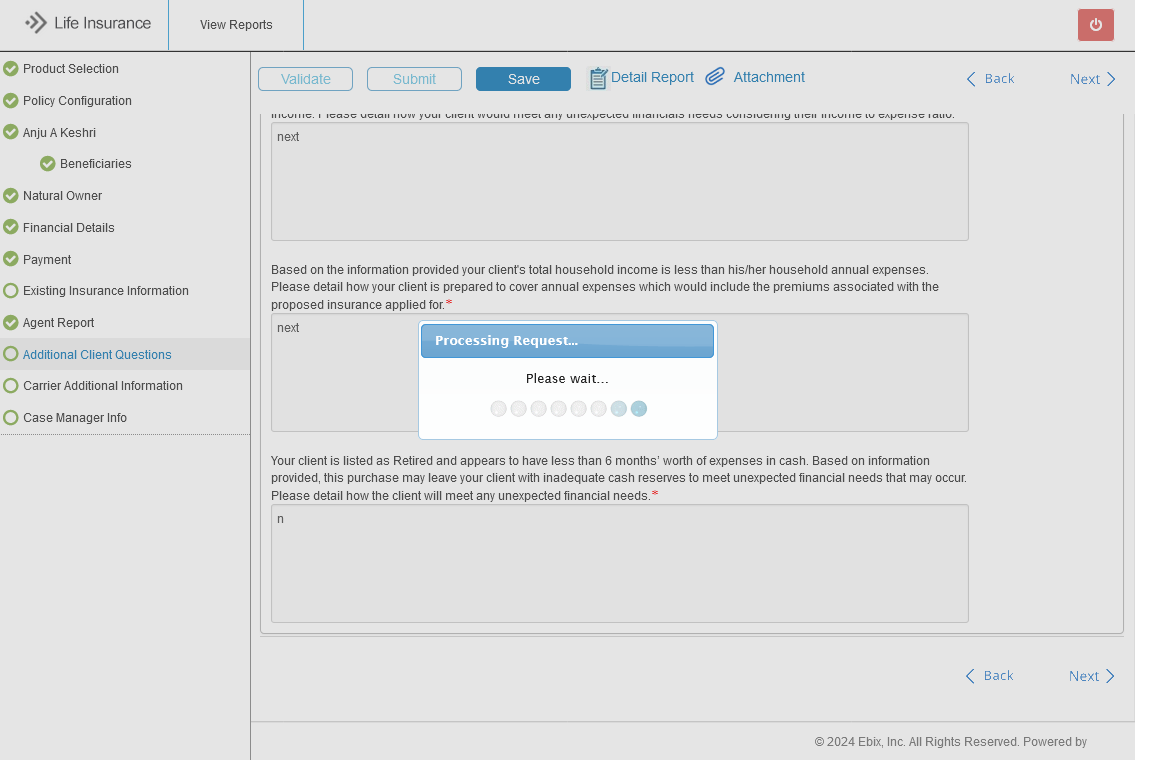 Life Insurance
View Reports
Product Selection
Policy Configuration
Anju A Keshri
Beneficiaries
Natural Owner
Financial Details
Payment
Existing Insurance Information
Agent Report
Additional Client Questions
Carrier Additional Information
Case Manager Info
Validate
Submit
Save
Detail Report
Attachment
Back
Next
income. Please detail how your client would meet any unexpected financials needs considering their income to expense ratio.
next
Based on the information provided your client's total household income is less than his/her household annual expenses.
Please detail how your client is prepared to cover annual expenses which would include the premiums associated with the
proposed insurance applied for.*
next
Processing Request...
Please wait...
Your client is listed as Retired and appears to have less than 6 months' worth of expenses in cash. Based on information
provided, this purchase may leave your client with inadequate cash reserves to meet unexpected financial needs that may occur.
Please detail how the client will meet any unexpected financial needs.*
n
Back
Next
© 2024 Ebix, Inc. All Rights Reserved. Powered by